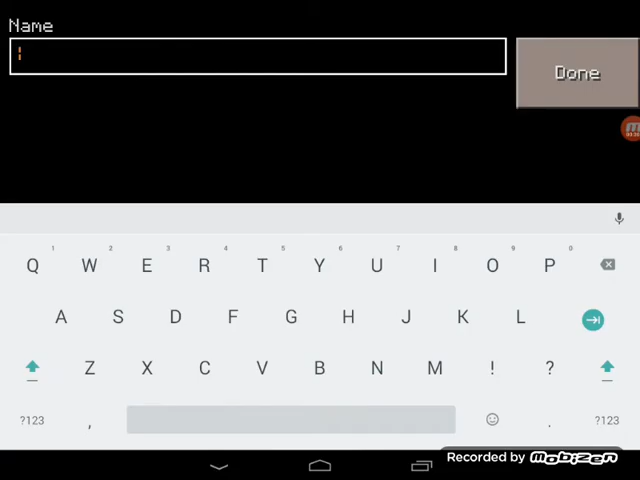 Name
Done
1 2 3 4 5 6 7 8 9 0
Q W E R T Y U I O P
A S D F G H J K L
Z X C V B N M ! ?
?123 , . ?123
Recorded by mobizen